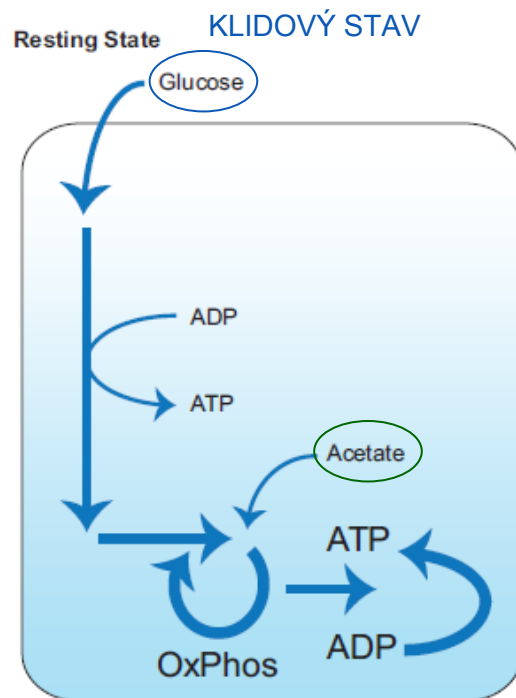 KLIDOVÝ STAV
Resting State
Glucose
ADP
ATP
Acetate
ATP
ADP
OxPhos